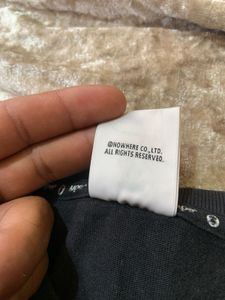 ©NOWHERE CO., LTD.
ALL RIGHTS RESERVED.